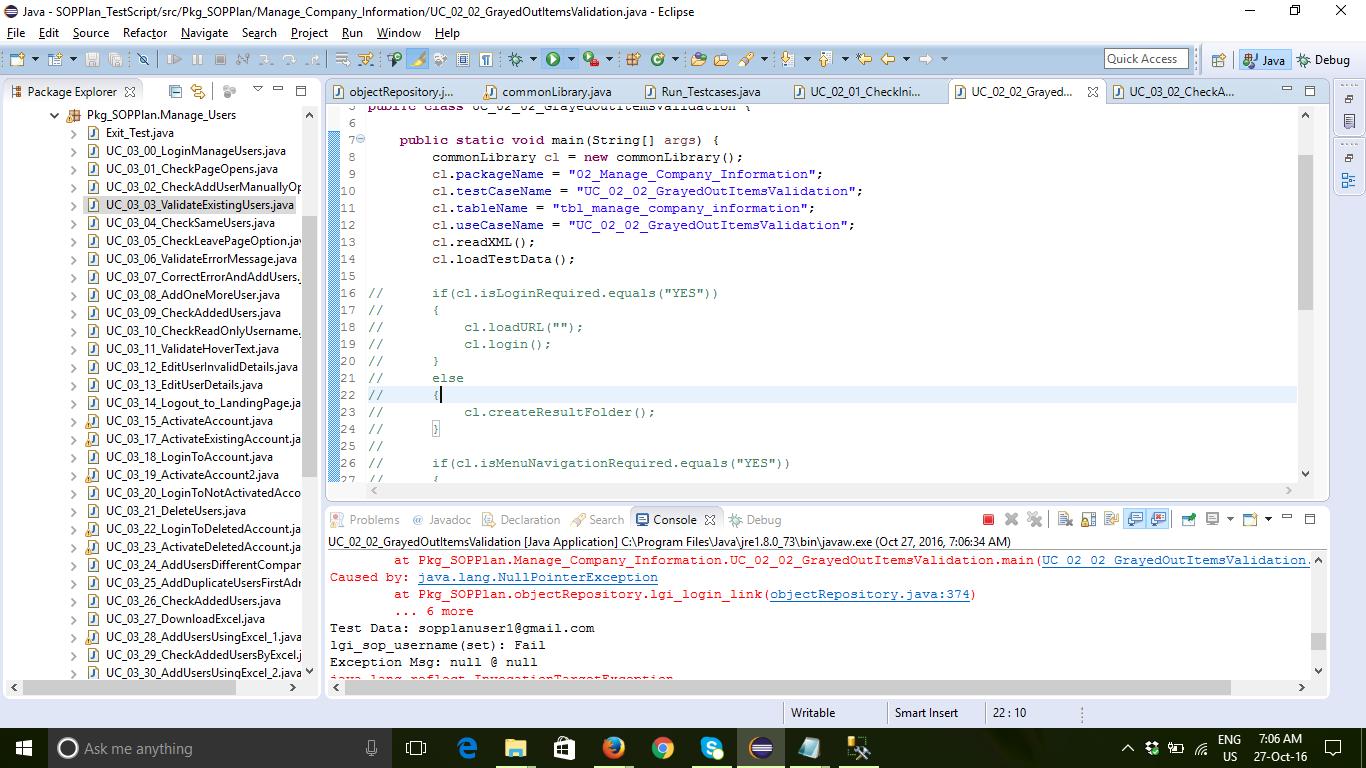 Java - SOPPlan_TestScript/src/Pkg_SOPPlan/Manage_Company_Information/UC_02_02_GrayedOutItemsValidation.java - Eclipse
File Edit Source Refactor Navigate Search Project Run Window Help
Quick Access Java Debug
Package Explorer
Pkg_SOPPlan.Manage_Users
Exit_Test.java
UC_03_00_LoginManageUsers.java
UC_03_01_CheckPageOpens.java
UC_03_02_CheckAddUserManuallyOp
UC_03_03_ValidateExistingUsers.java
UC_03_04_CheckSameUsers.java
UC_03_05_CheckLeavePageOption.jav
UC_03_06_ValidateErrorMessage.java
UC_03_07_CorrectErrorAndAddUsers.
UC_03_08_AddOneMoreUser.java
UC_03_09_CheckAddedUsers.java
UC_03_10_CheckReadOnlyUsername.
UC_03_11_ValidateHoverText.java
UC_03_12_EditUserInvalidDetails.java
UC_03_13_EditUserDetails.java
UC_03_14_Logout_to_LandingPage.ja
UC_03_15_ActivateAccount.java
UC_03_17_ActivateExistingAccount.ja
UC_03_18_LoginToAccount.java
UC_03_19_ActivateAccount2.java
UC_03_20_LoginToNotActivatedAcco
UC_03_21_DeleteUsers.java
UC_03_22_LoginToDeletedAccount.ja
UC_03_23_ActivateDeletedAccount.ja
UC_03_24_AddUsersDifferentCompan
UC_03_25_AddDuplicateUsersFirstAdr
UC_03_26_CheckAddedUsers.java
UC_03_27_DownloadExcel.java
UC_03_28_AddUsersUsingExcel_1.java
UC_03_29_CheckAddedUsersByExcel.j
UC_03_30_AddUsersUsingExcel_2.java
objectRepository.j... commonLibrary.java Run_Testcases.java UC_02_01_CheckIni... UC_02_02_Grayed... UC_03_02_CheckA...
5 public class UC_02_02_GrayedOutItemsValidation {
6
7 public static void main(String[] args) {
8 commonLibrary cl = new commonLibrary();
9 cl.packageName = "02_Manage_Company_Information";
10 cl.testCaseName = "UC_02_02_GrayedOutItemsValidation";
11 cl.tableName = "tbl_manage_company_information";
12 cl.useCaseName = "UC_02_02_GrayedOutItemsValidation";
13 cl.readXML();
14 cl.loadTestData();
15
16 // if(cl.isLoginRequired.equals("YES"))
17 // {
18 // cl.loadURL("");
19 // cl.login();
20 // }
21 // else
22 // {
23 // cl.createResultFolder();
24 // }
25 //
26 // if(cl.isMenuNavigationRequired.equals("YES"))
27 // {
Problems Javadoc Declaration Search Console Debug
UC_02_02_GrayedOutItemsValidation [Java Application] C:\Program Files\Java\jre1.8.0_73\bin\javaw.exe (Oct 27, 2016, 7:06:34 AM)
at Pkg_SOPPlan.Manage_Company_Information.UC_02_02_GrayedOutItemsValidation.main(UC_02_02_GrayedOutItemsValidation.
Caused by: java.lang.NullPointerException
at Pkg_SOPPlan.objectRepository.lgi_login_link(objectRepository.java:374)
... 6 more
Test Data: sopplanuser1@gmail.com
lgi_sop_username(set): Fail
Exception Msg: null @ null
java.lang.reflect.InvocationTargetException
Writable Smart Insert 22 : 10
Ask me anything
ENG
US
7:06 AM
27-Oct-16